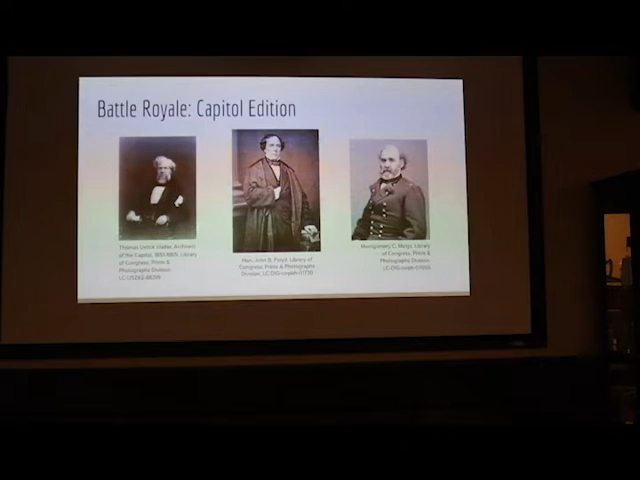 Battle Royale: Capitol Edition
Thomas Ustick Walter, Architect
of the Capitol, 1851-1865, Library
of Congress, Prints &
Photographs Division
Hon. John B. Floyd, Library of
Congress, Prints & Photographs
Division,
Montgomery C. Meigs, Library
of Congress, Prints &
Photographs Division,